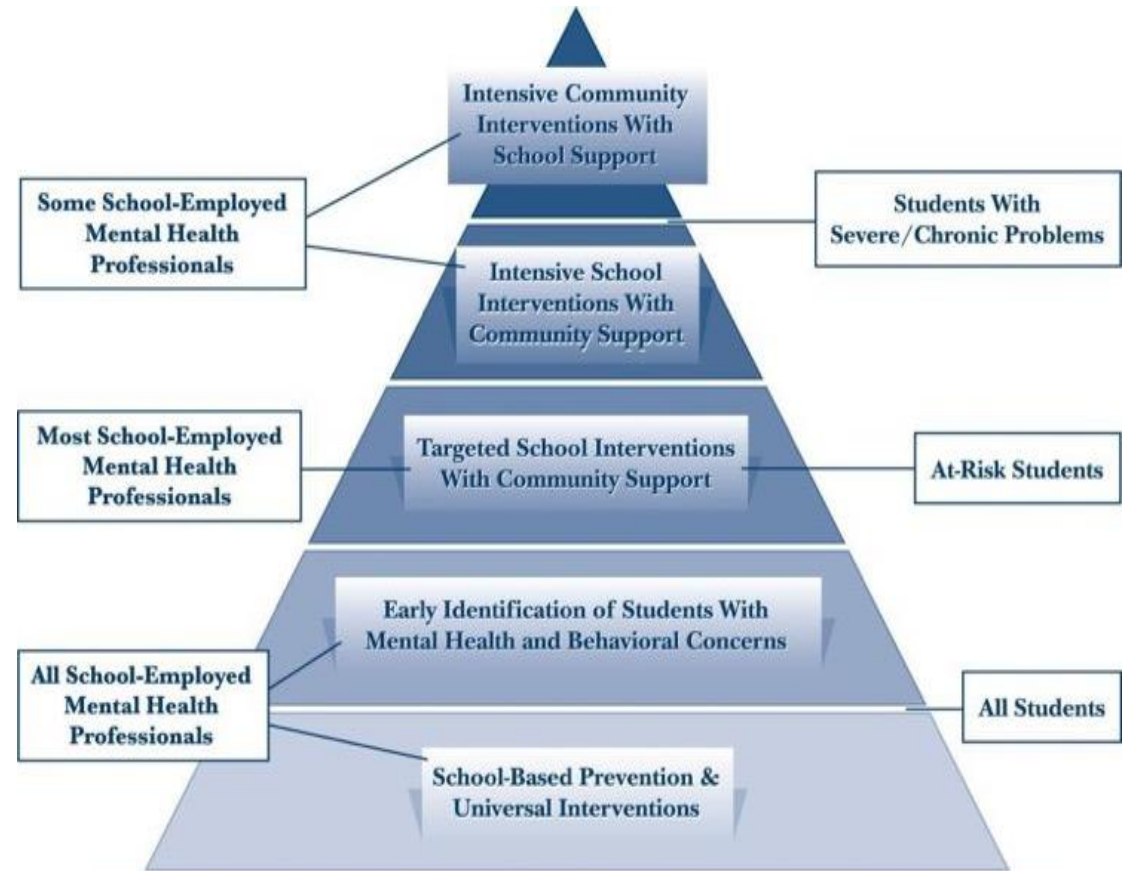 Intensive Community
Interventions With
School Support
Some School-Employed
Mental Health
Professionals
Students With
Severe/Chronic Problems
Intensive School
Interventions With
Community Support
Most School-Employed
Mental Health
Professionals
Targeted School Interventions
With Community Support
At-Risk Students
Early Identification of Students With
Mental Health and Behavioral Concerns
All School-Employed
Mental Health
Professionals
All Students
School-Based Prevention &
Universal Interventions